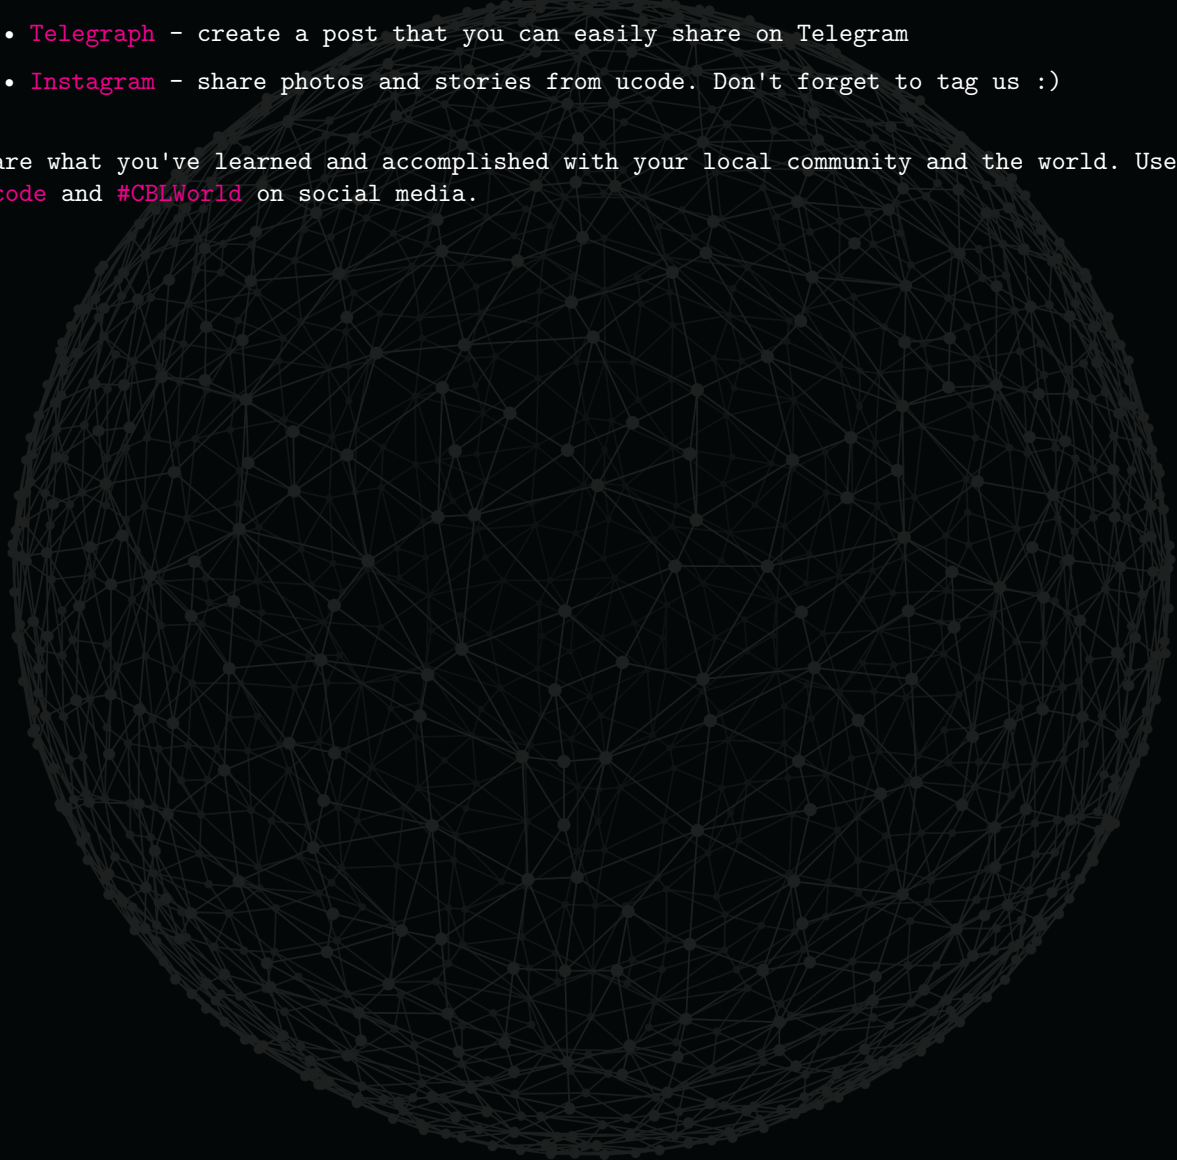 • Telegraph - create a post that you can easily share on Telegram
• Instagram - share photos and stories from ucode. Don't forget to tag us :)
are what you've learned and accomplished with your local community and the world. Use
code and #CBLWorld on social media.